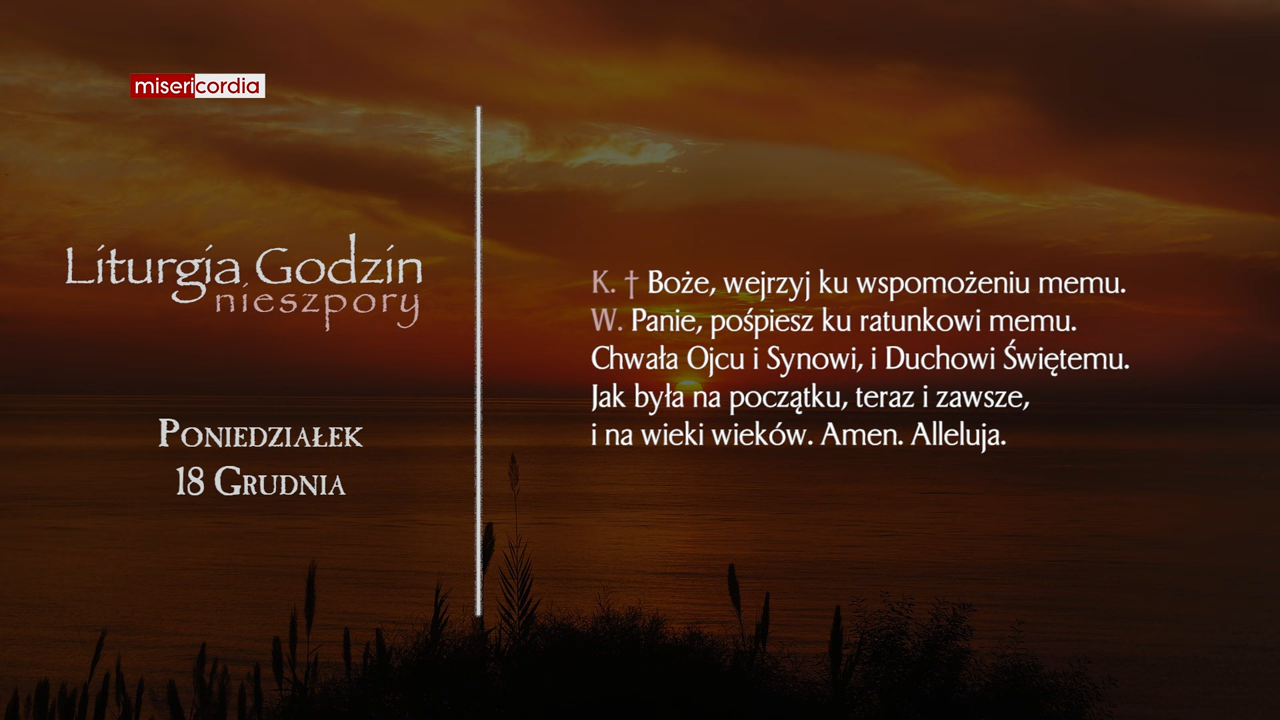 misericordia
Liturgia Godzin
nieszpory
Poniedziałek
18 Grudnia
K. † Boże, wejrzyj ku wspomożeniu memu.
W. Panie, pośpiesz ku ratunkowi memu.
Chwała Ojcu i Synowi, i Duchowi Świętemu.
Jak była na początku, teraz i zawsze,
i na wieki wieków. Amen. Alleluja.